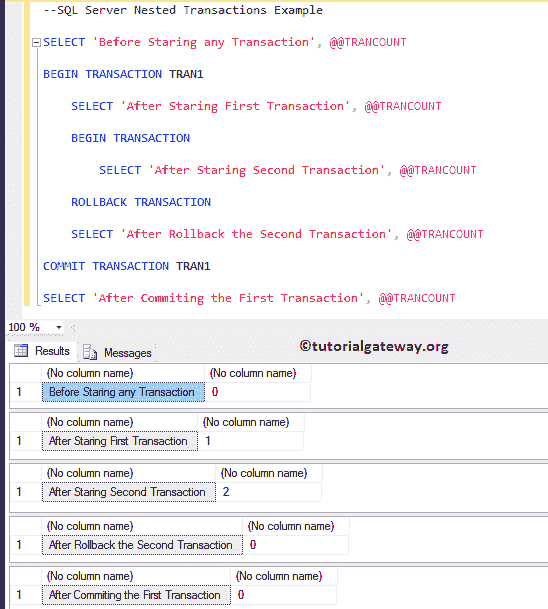 --SQL Server Nested Transactions Example
SELECT 'Before Staring any Transaction', @@TRANCOUNT
BEGIN TRANSACTION TRAN1
SELECT 'After Staring First Transaction', @@TRANCOUNT
BEGIN TRANSACTION
SELECT 'After Staring Second Transaction', @@TRANCOUNT
ROLLBACK TRANSACTION
SELECT 'After Rollback the Second Transaction', @@TRANCOUNT
COMMIT TRANSACTION TRAN1
SELECT 'After Commiting the First Transaction', @@TRANCOUNT
100 %
Results Messages
©tutorialgateway.org
(No column name) (No column name)
1 Before Staring any Transaction 0
(No column name) (No column name)
1 After Staring First Transaction 1
(No column name) (No column name)
1 After Staring Second Transaction 2
(No column name) (No column name)
1 After Rollback the Second Transaction 0
(No column name) (No column name)
1 After Commiting the First Transaction 0